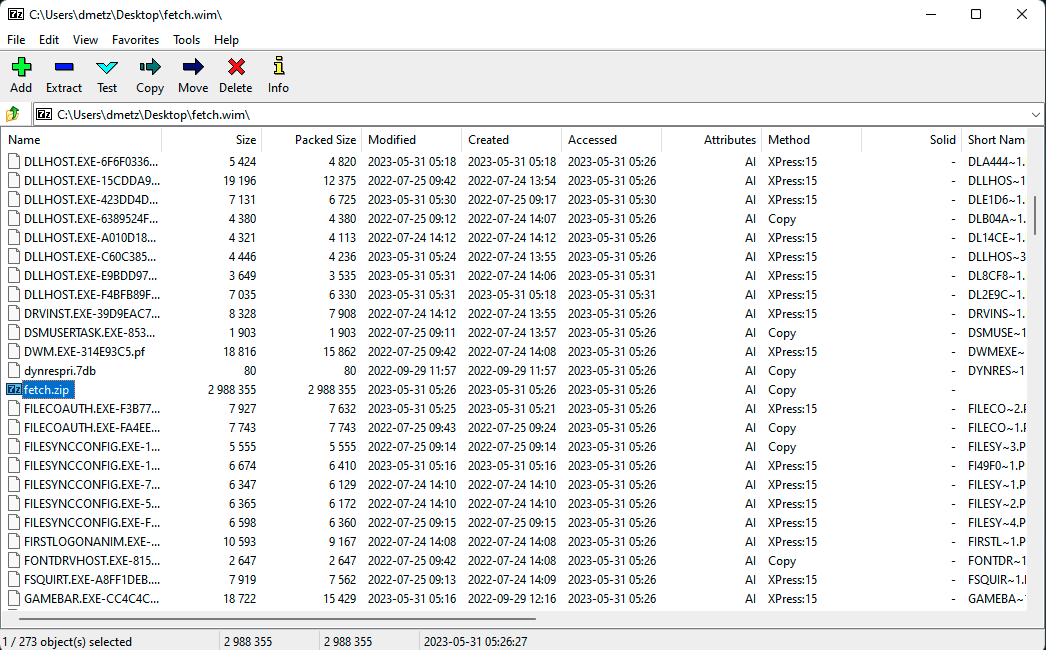 C:\Users\dmetz\Desktop\fetch.wim\
File Edit View Favorites Tools Help
Add Extract Test Copy Move Delete Info
C:\Users\dmetz\Desktop\fetch.wim\
Name Size Packed Size Modified Created Accessed Attributes Method Solid Short Nam
DLLHOST.EXE-6F6F0336... 5 424 4 820 2023-05-31 05:18 2023-05-31 05:18 2023-05-31 05:26 AI XPress:15 - DLA444~1.
DLLHOST.EXE-15CDDA9... 19 196 12 375 2022-07-25 09:42 2022-07-24 13:54 2023-05-31 05:26 AI XPress:15 - DLLHOS~1.
DLLHOST.EXE-423DD4D... 7 131 6 725 2023-05-31 05:30 2022-07-25 09:17 2023-05-31 05:30 AI XPress:15 - DLE1D6~1.
DLLHOST.EXE-6389524F... 4 380 4 380 2022-07-25 09:12 2022-07-24 14:07 2023-05-31 05:26 AI Copy - DLB04A~1.
DLLHOST.EXE-A010D18... 4 321 4 113 2022-07-24 14:12 2022-07-24 14:12 2023-05-31 05:26 AI XPress:15 - DL14CE~1.
DLLHOST.EXE-C60C385... 4 446 4 236 2023-05-31 05:24 2022-07-24 13:55 2023-05-31 05:26 AI XPress:15 - DLLHOS~3
DLLHOST.EXE-E9BDD97... 3 649 3 535 2023-05-31 05:31 2022-07-24 14:06 2023-05-31 05:31 AI XPress:15 - DL8CF8~1.
DLLHOST.EXE-F4BFB89F... 7 035 6 330 2023-05-31 05:31 2023-05-31 05:18 2023-05-31 05:31 AI XPress:15 - DL2E9C~1.
DRVINST.EXE-39D9EAC7... 8 328 7 908 2022-07-24 14:12 2022-07-24 13:55 2023-05-31 05:26 AI XPress:15 - DRVINS~1.
DSMUSERTASK.EXE-853... 1 903 1 903 2022-07-25 09:11 2022-07-24 13:57 2023-05-31 05:26 AI Copy - DSMUSE~1
DWM.EXE-314E93C5.pf 18 816 15 862 2022-07-25 09:42 2022-07-24 14:08 2023-05-31 05:26 AI XPress:15 - DWMEXE~
dynrespri.7db 80 80 2022-09-29 11:57 2022-09-29 11:57 2023-05-31 05:26 AI Copy - DYNRES~1
fetch.zip 2 988 355 2 988 355 2023-05-31 05:26 2023-05-31 05:26 2023-05-31 05:26 AI Copy -
FILECOAUTH.EXE-F3B77... 7 927 7 632 2023-05-31 05:25 2023-05-31 05:21 2023-05-31 05:26 AI XPress:15 - FILECO~2.
FILECOAUTH.EXE-FA4EE... 7 743 7 743 2022-07-25 09:43 2022-07-25 09:24 2023-05-31 05:26 AI Copy - FILECO~1.
FILESYNCCONFIG.EXE-1... 5 555 5 555 2022-07-25 09:14 2022-07-25 09:14 2023-05-31 05:26 AI Copy - FILESY~3.P
FILESYNCCONFIG.EXE-1... 6 674 6 410 2023-05-31 05:16 2023-05-31 05:16 2023-05-31 05:26 AI XPress:15 - FI49F0~1.P
FILESYNCCONFIG.EXE-7... 6 347 6 129 2022-07-24 14:10 2022-07-24 14:10 2023-05-31 05:26 AI XPress:15 - FILESY~1.P
FILESYNCCONFIG.EXE-5... 6 365 6 172 2022-07-24 14:10 2022-07-24 14:10 2023-05-31 05:26 AI XPress:15 - FILESY~2.P
FILESYNCCONFIG.EXE-F... 6 598 6 360 2022-07-25 09:15 2022-07-25 09:15 2023-05-31 05:26 AI XPress:15 - FILESY~4.P
FIRSTLOGONANIM.EXE-... 10 593 9 167 2022-07-24 14:08 2022-07-24 14:08 2023-05-31 05:26 AI XPress:15 - FIRSTL~1.
FONTDRVHOST.EXE-815... 2 647 2 647 2022-07-25 09:42 2022-07-24 14:08 2023-05-31 05:26 AI Copy - FONTDR~1
FSQUIRT.EXE-A8FF1DEB.... 7 919 7 562 2022-07-25 09:13 2022-07-24 14:09 2023-05-31 05:26 AI XPress:15 - FSQUIR~1.
GAMEBAR.EXE-CC4C4C... 18 722 15 429 2023-05-31 05:16 2022-09-29 12:16 2023-05-31 05:26 AI XPress:15 - GAMEBA~
1 / 273 object(s) selected 2 988 355 2 988 355 2023-05-31 05:26:27